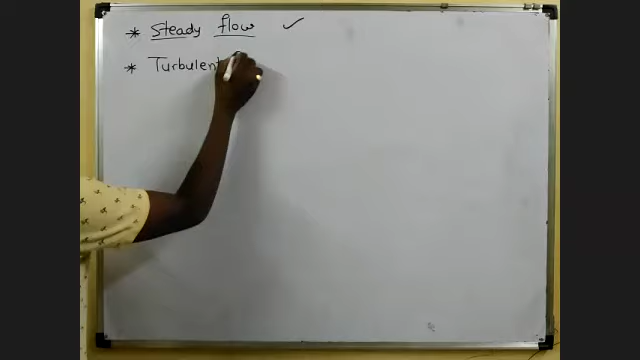 * Steady flow ✓
* Turbulent